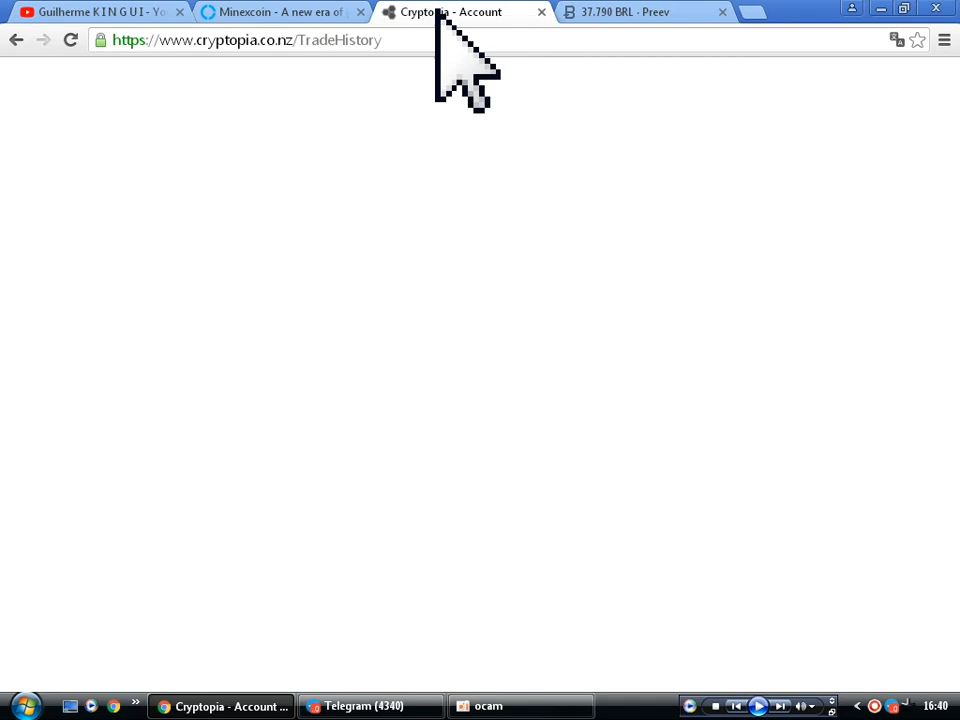 Guilherme K I N G U I - Yo
Minexcoin - A new era of
Cryptopia - Account
37.790 BRL · Preev
https://www.cryptopia.co.nz/TradeHistory
Cryptopia - Account ...
Telegram (4340)
ocam
16:40